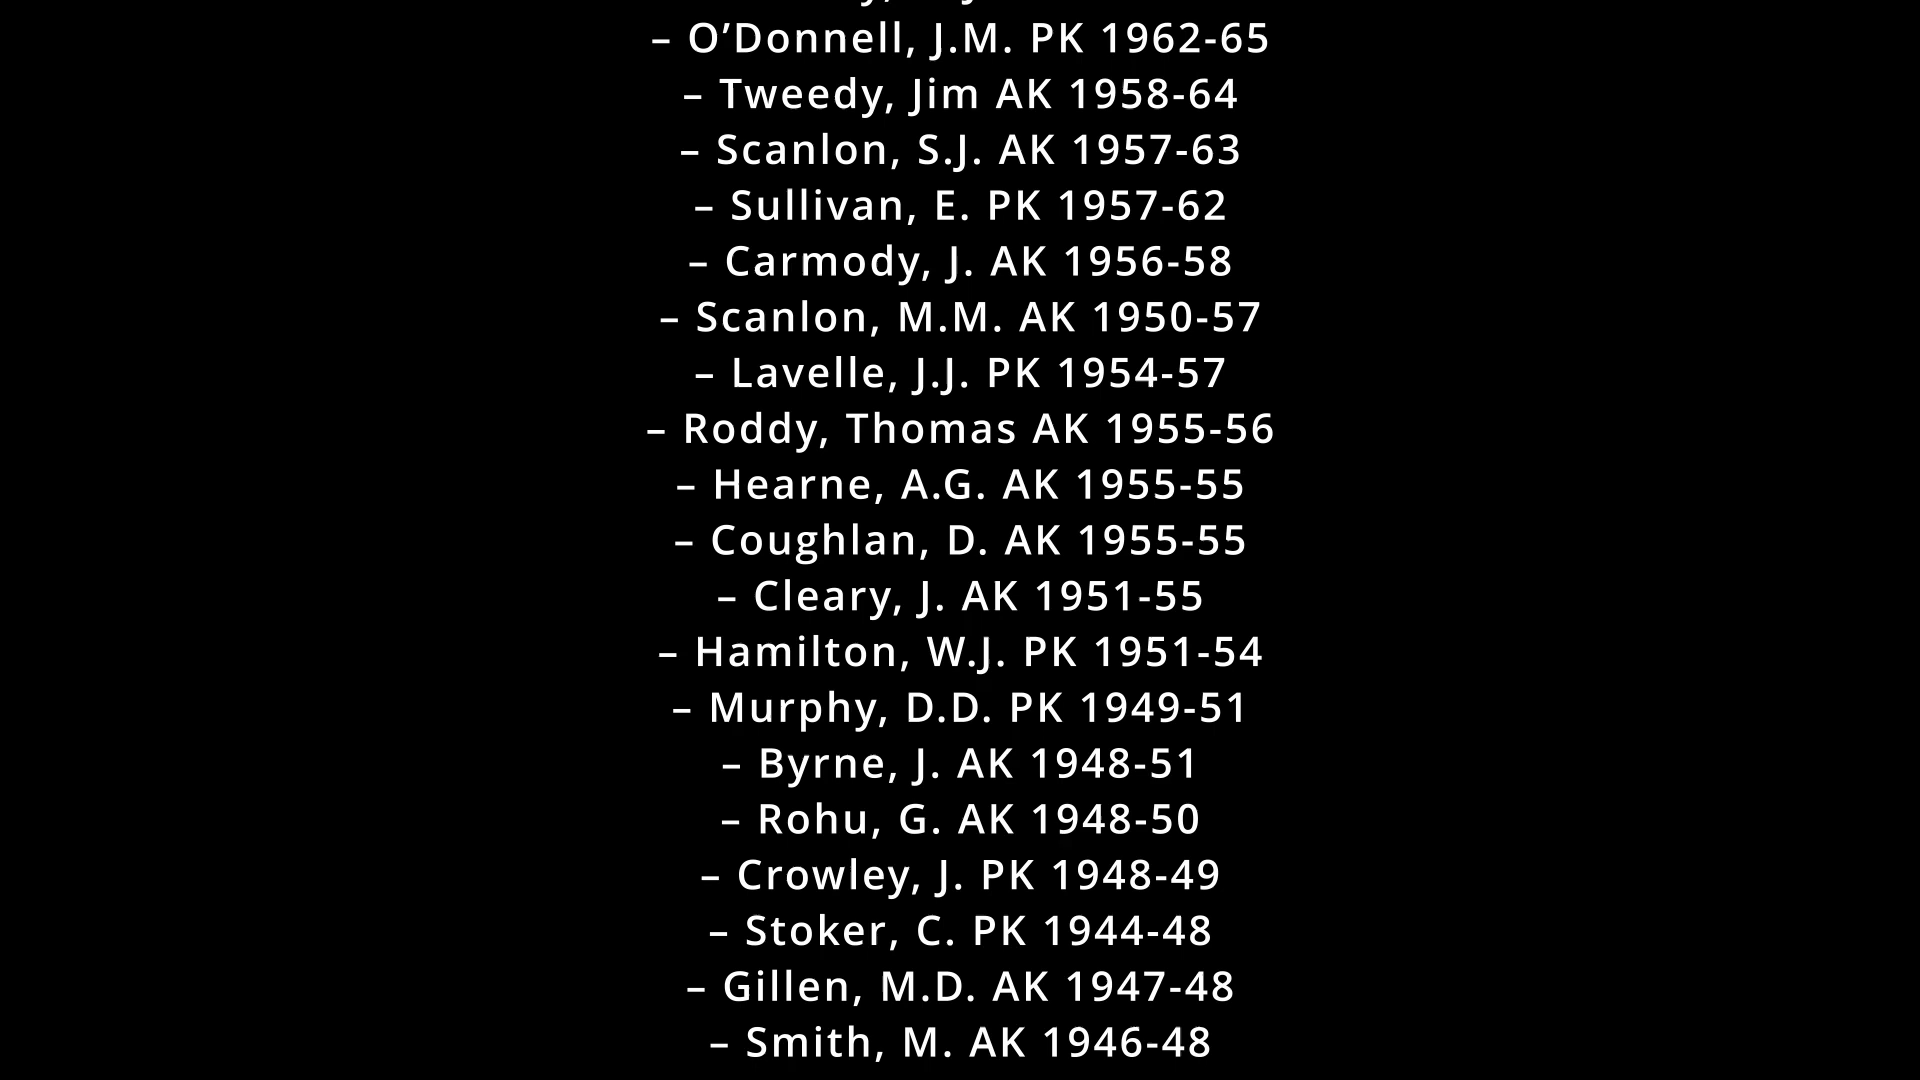 – O’Donnell, J.M. PK 1962-65
– Tweedy, Jim AK 1958-64
– Scanlon, S.J. AK 1957-63
– Sullivan, E. PK 1957-62
– Carmody, J. AK 1956-58
– Scanlon, M.M. AK 1950-57
– Lavelle, J.J. PK 1954-57
– Roddy, Thomas AK 1955-56
– Hearne, A.G. AK 1955-55
– Coughlan, D. AK 1955-55
– Cleary, J. AK 1951-55
– Hamilton, W.J. PK 1951-54
– Murphy, D.D. PK 1949-51
– Byrne, J. AK 1948-51
– Rohu, G. AK 1948-50
– Crowley, J. PK 1948-49
– Stoker, C. PK 1944-48
– Gillen, M.D. AK 1947-48
– Smith, M. AK 1946-48